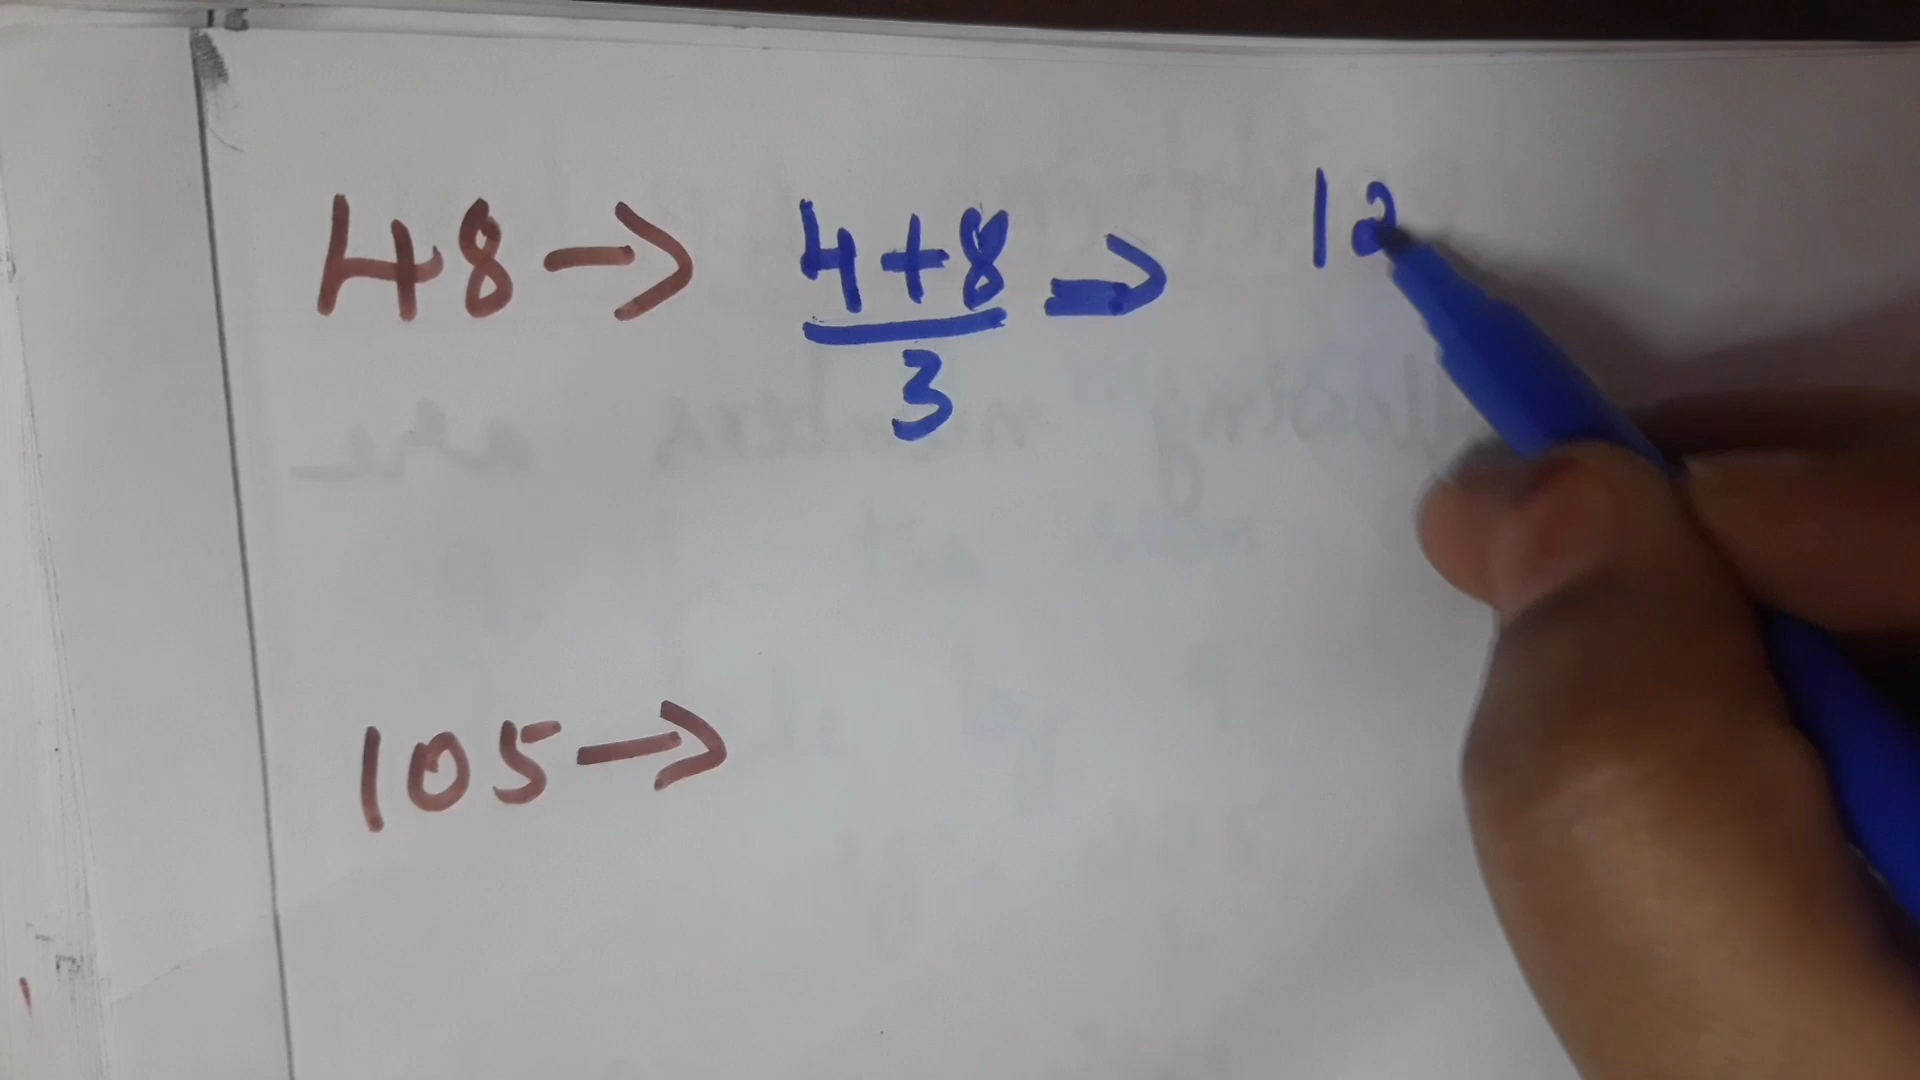 48 → 4+8/3 ⇒ 12
105 →